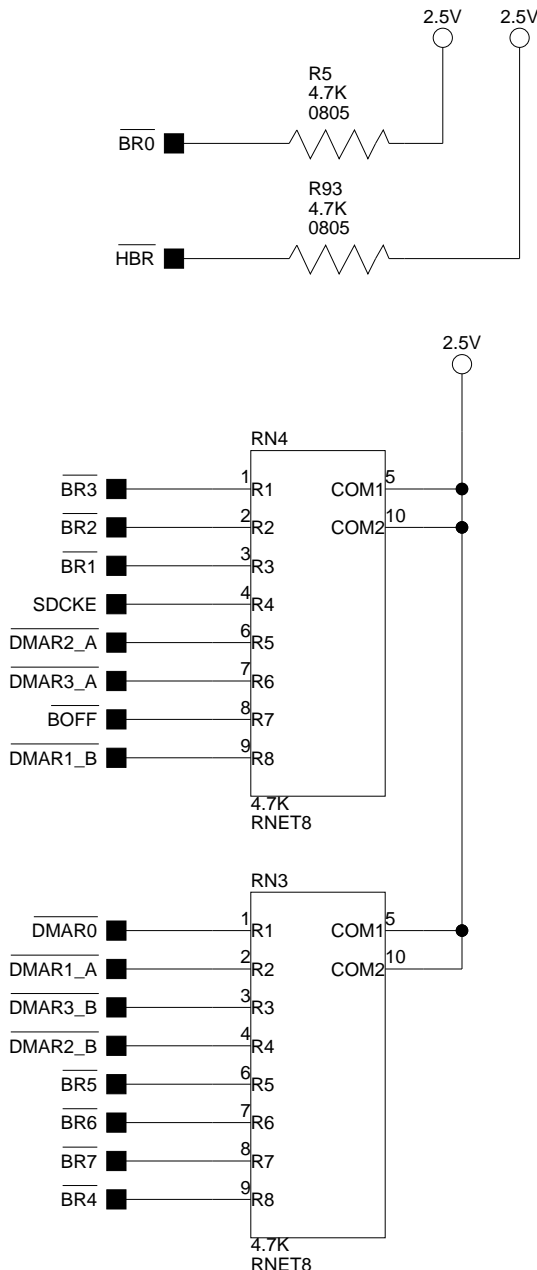 2.5V 2.5V
R5
4.7K
0805
BR0
R93
4.7K
0805
HBR
2.5V
RN4
BR3 1 R1 COM1 5
BR2 2 R2 COM2 10
BR1 3 R3
SDCKE 4 R4
DMAR2_A 6 R5
DMAR3_A 7 R6
BOFF 8 R7
DMAR1_B 9 R8
4.7K
RNET8
RN3
DMAR0 1 R1 COM1 5
DMAR1_A 2 R2 COM2 10
DMAR3_B 3 R3
DMAR2_B 4 R4
BR5 6 R5
BR6 7 R6
BR7 8 R7
BR4 9 R8
4.7K
RNET8